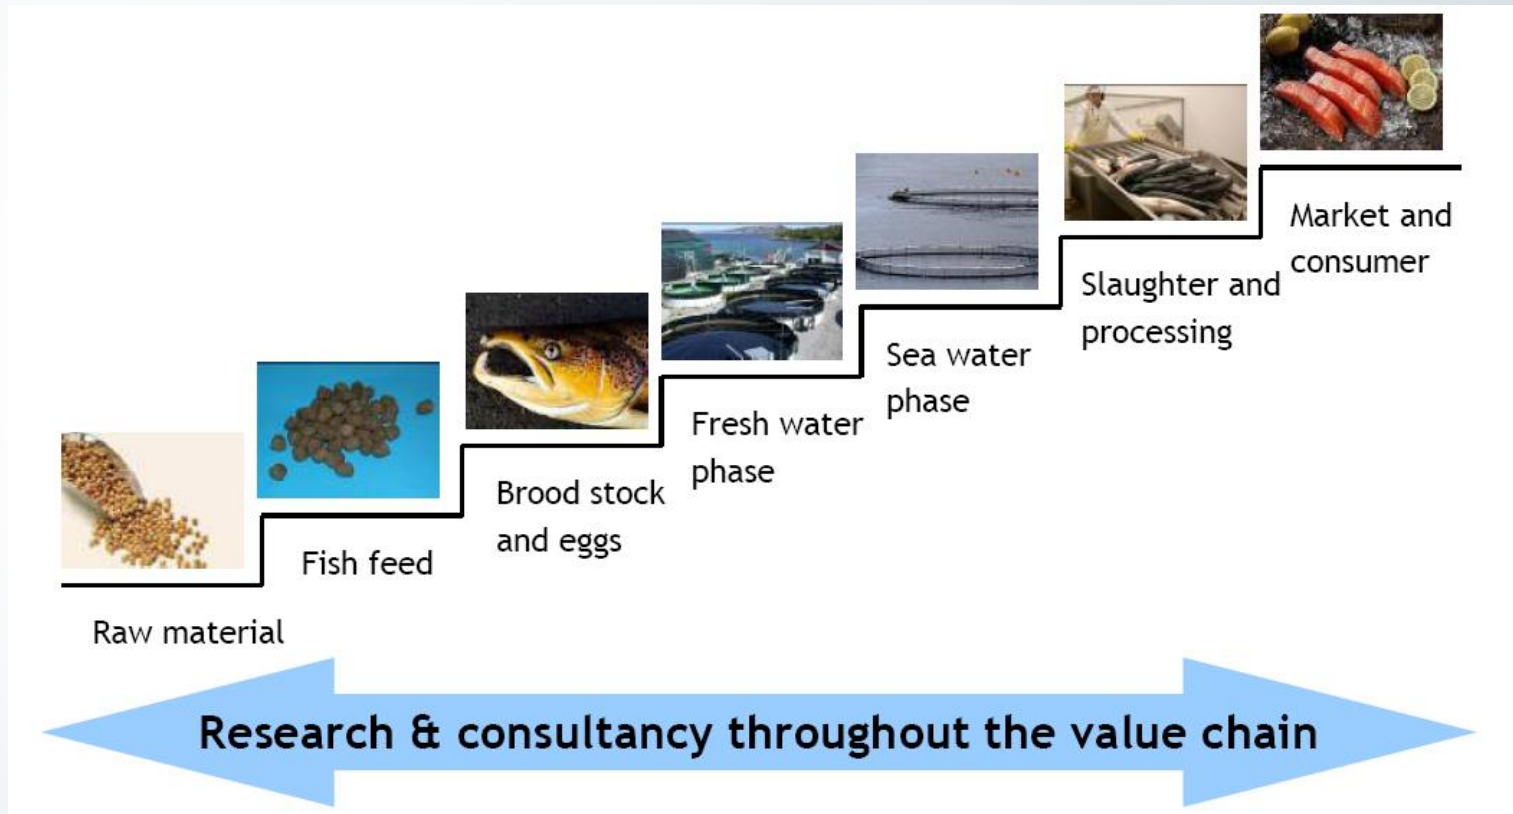 Raw material
Fish feed
Brood stock
and eggs
Fresh water
phase
Sea water
phase
Slaughter and
processing
Market and
consumer
Research & consultancy throughout the value chain